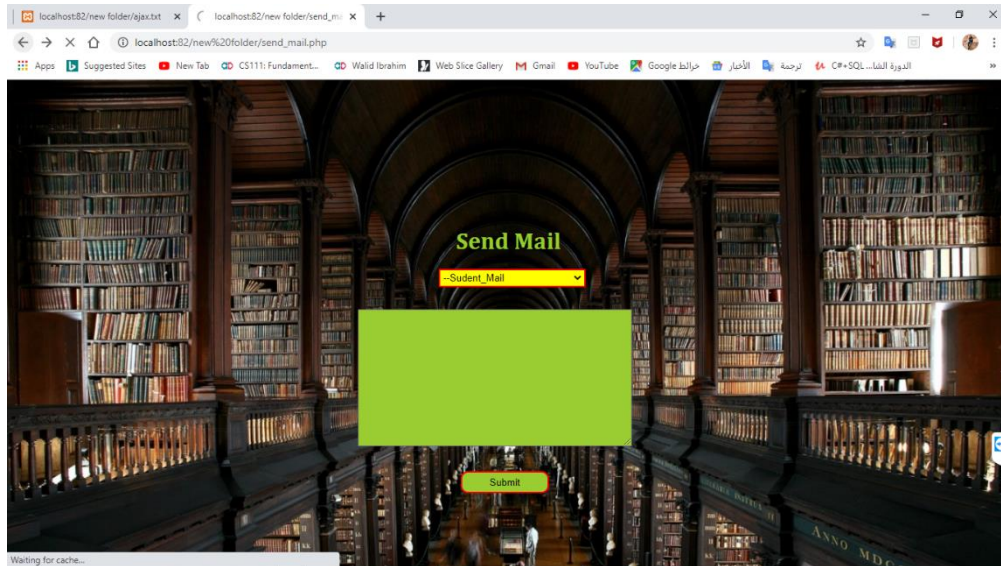 localhost:82/new folder/ajax.txt
localhost:82/new folder/send_ma
localhost:82/new%20folder/send_mail.php
Apps Suggested Sites New Tab CS111: Fundament... Walid Ibrahim Web Slice Gallery Gmail YouTube خرائط Google الأخبار ترجمة C#+SQL...الدورة الشا »
Send Mail
--Sudent_Mail
Submit
ANNO MDC
Waiting for cache...